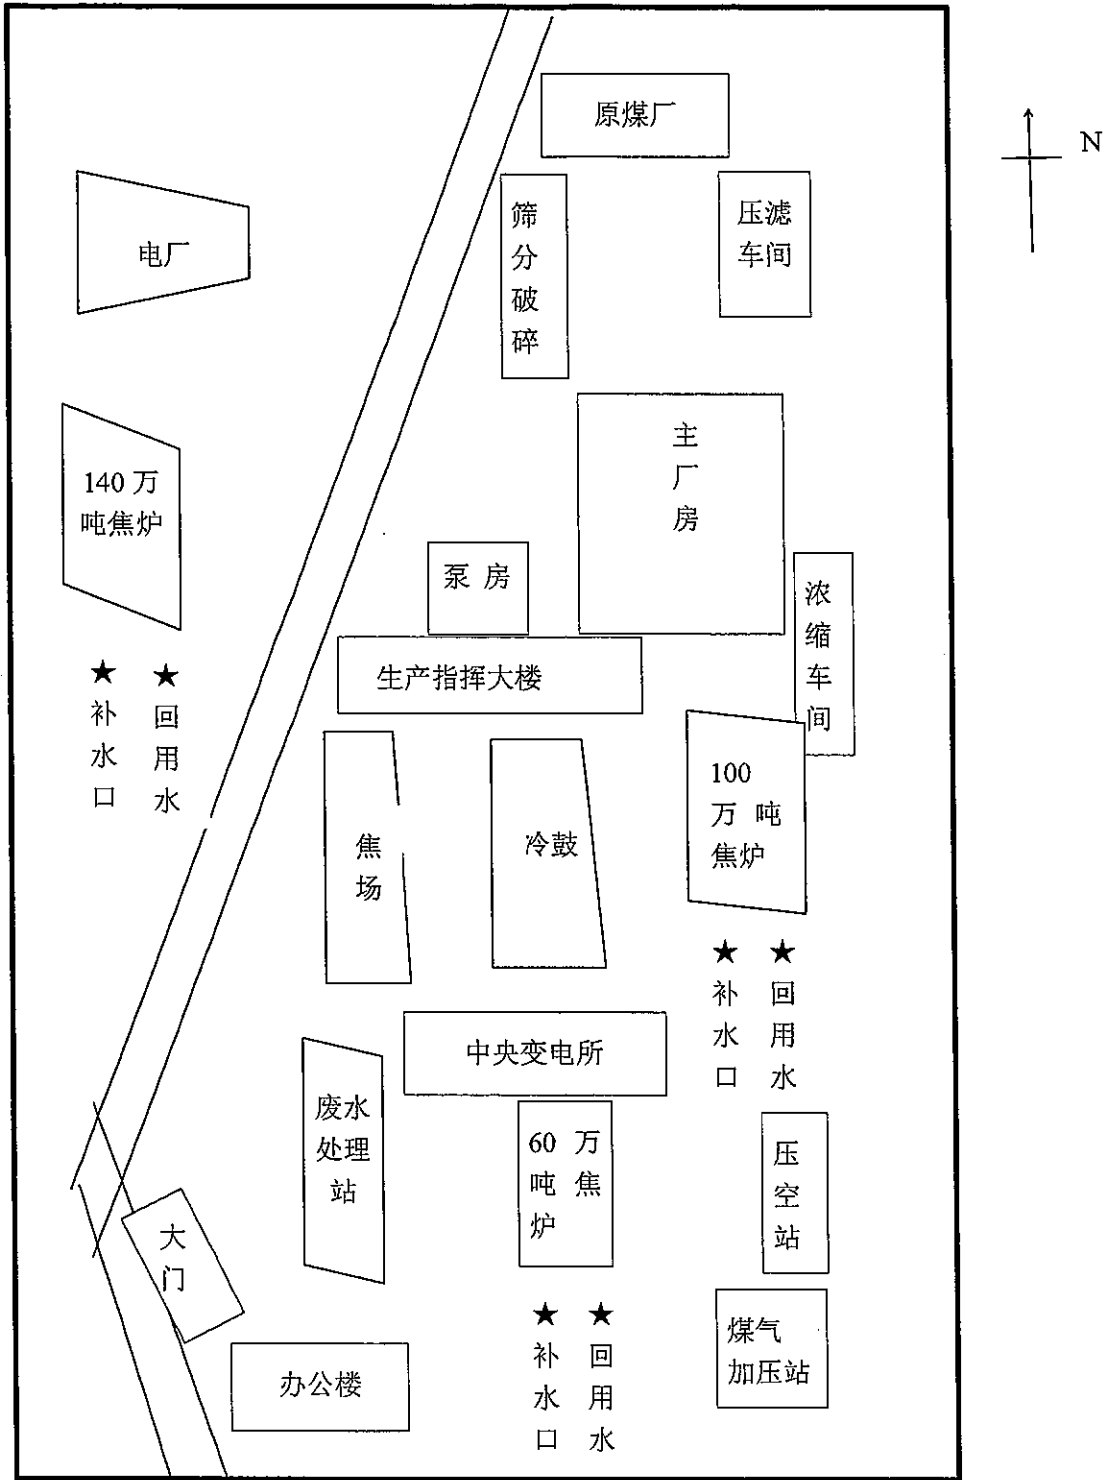 原煤厂
N
筛
分
破
碎
压滤
车间
电厂
主
厂
房
140 万
吨焦炉
泵 房
浓
缩
车
间
生产指挥大楼
★ ★
补 回
水 用
口 水
100
万 吨
焦炉
焦
场
冷鼓
★ ★
补 回
水 用
口 水
中央变电所
废水
处理
站
60 万
吨 焦
炉
压
空
站
大
门
★ ★
补 回
水 用
口 水
煤气
加压站
办公楼